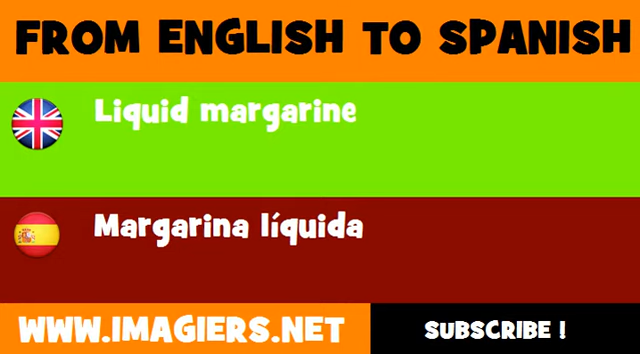 FROM ENGLISH TO SPANISH
Liquid margarine
Margarina líquida
WWW.IMAGIERS.NET
SUBSCRIBE !